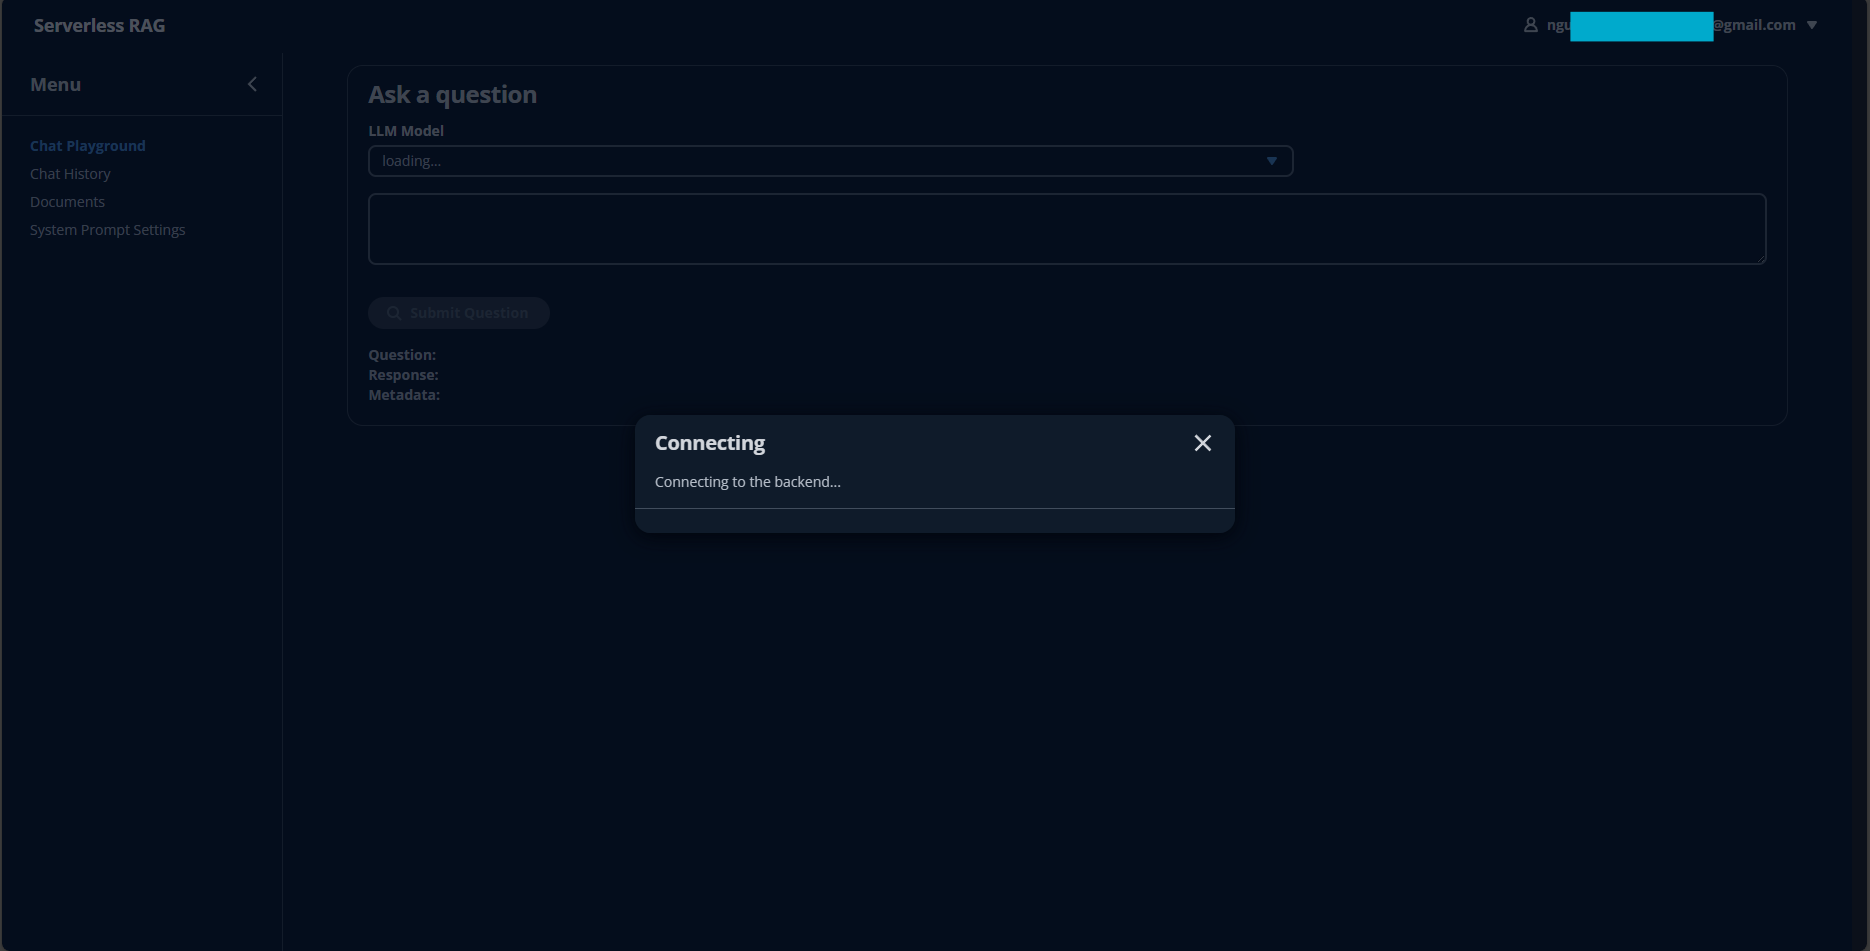 Serverless RAG
ngu @gmail.com
Menu
Chat Playground
Chat History
Documents
System Prompt Settings
Ask a question
LLM Model
loading...
Submit Question
Question:
Response:
Metadata:
Connecting
Connecting to the backend...